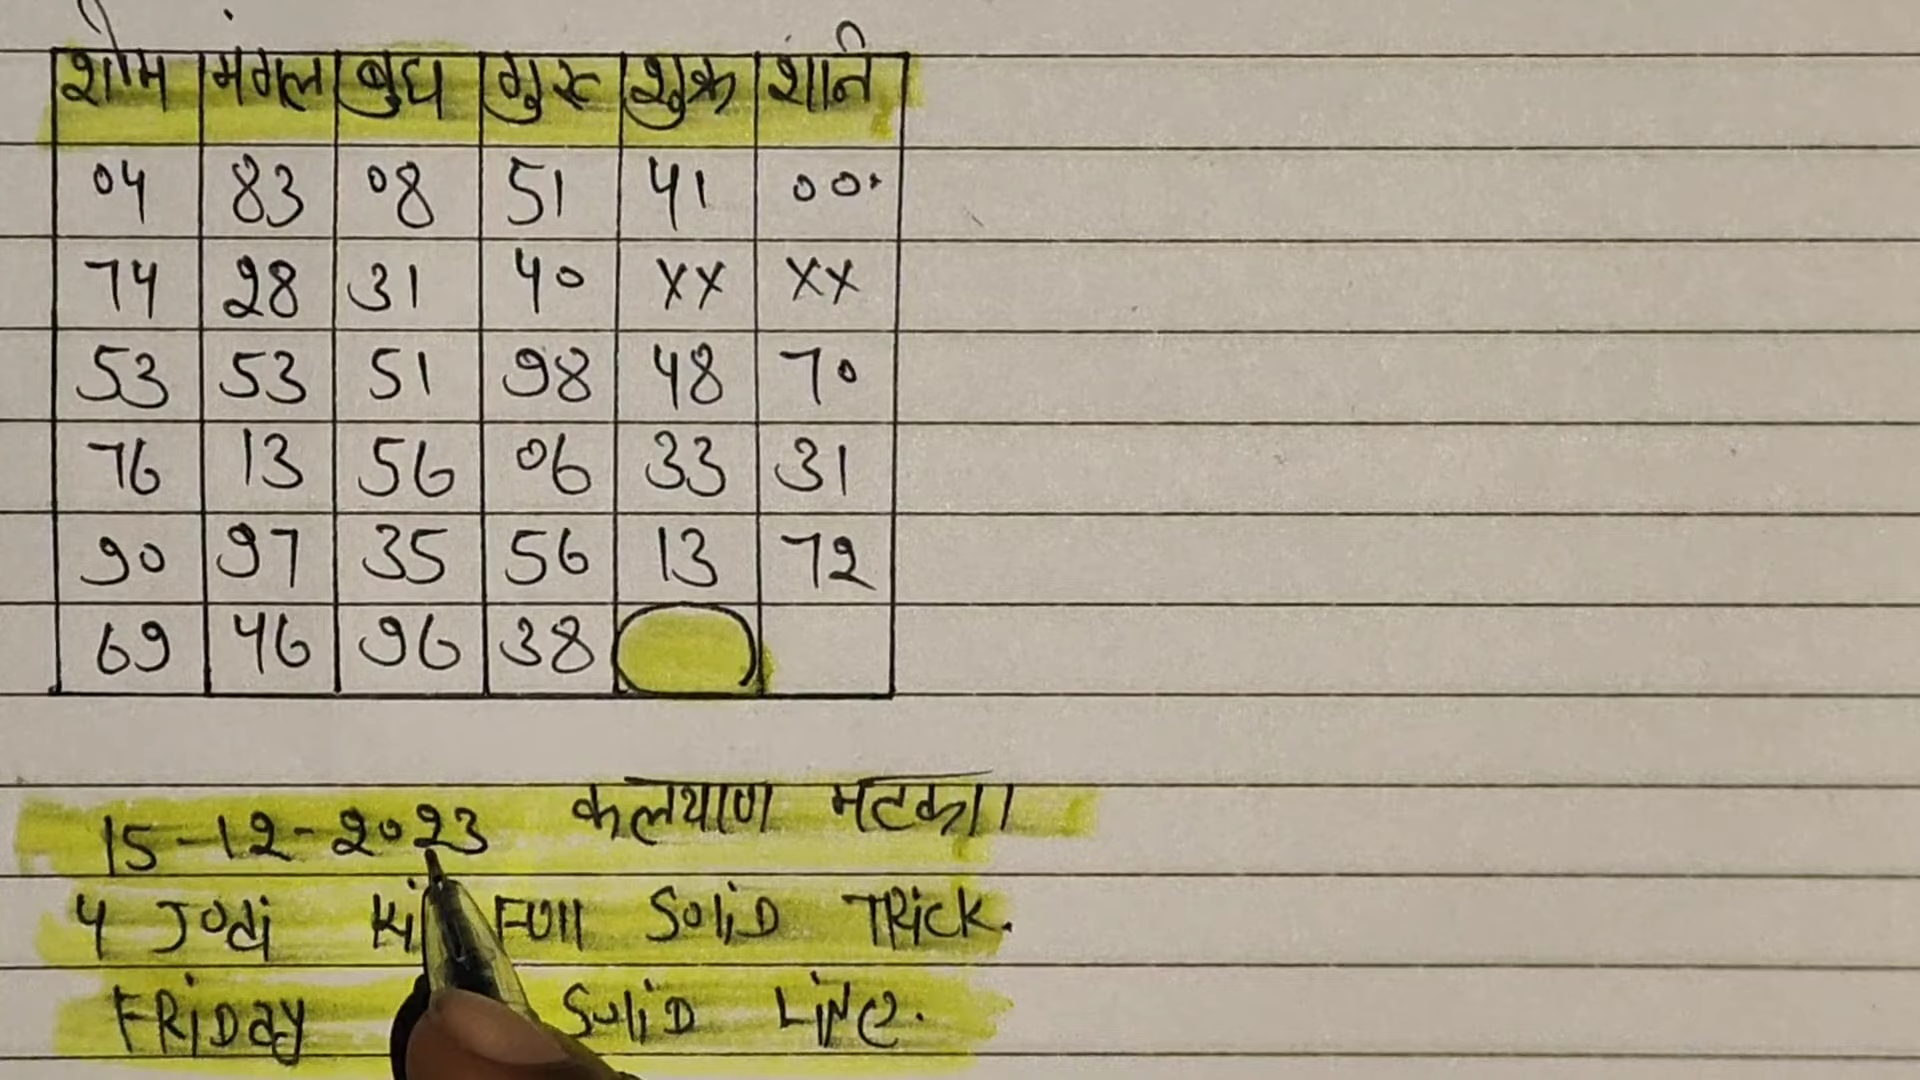 शोम मंगल बुध गुरु शुक्र शनि
04 83 08 51 41 00
74 28 31 40 XX XX
53 53 51 98 48 70
76 13 56 06 33 31
90 97 35 56 13 72
69 46 96 38
15-12-2023 कलयाण मटका।
4 Jodi Ki FUll SoliD TRicK.
FRiDay SoliD LiNe.